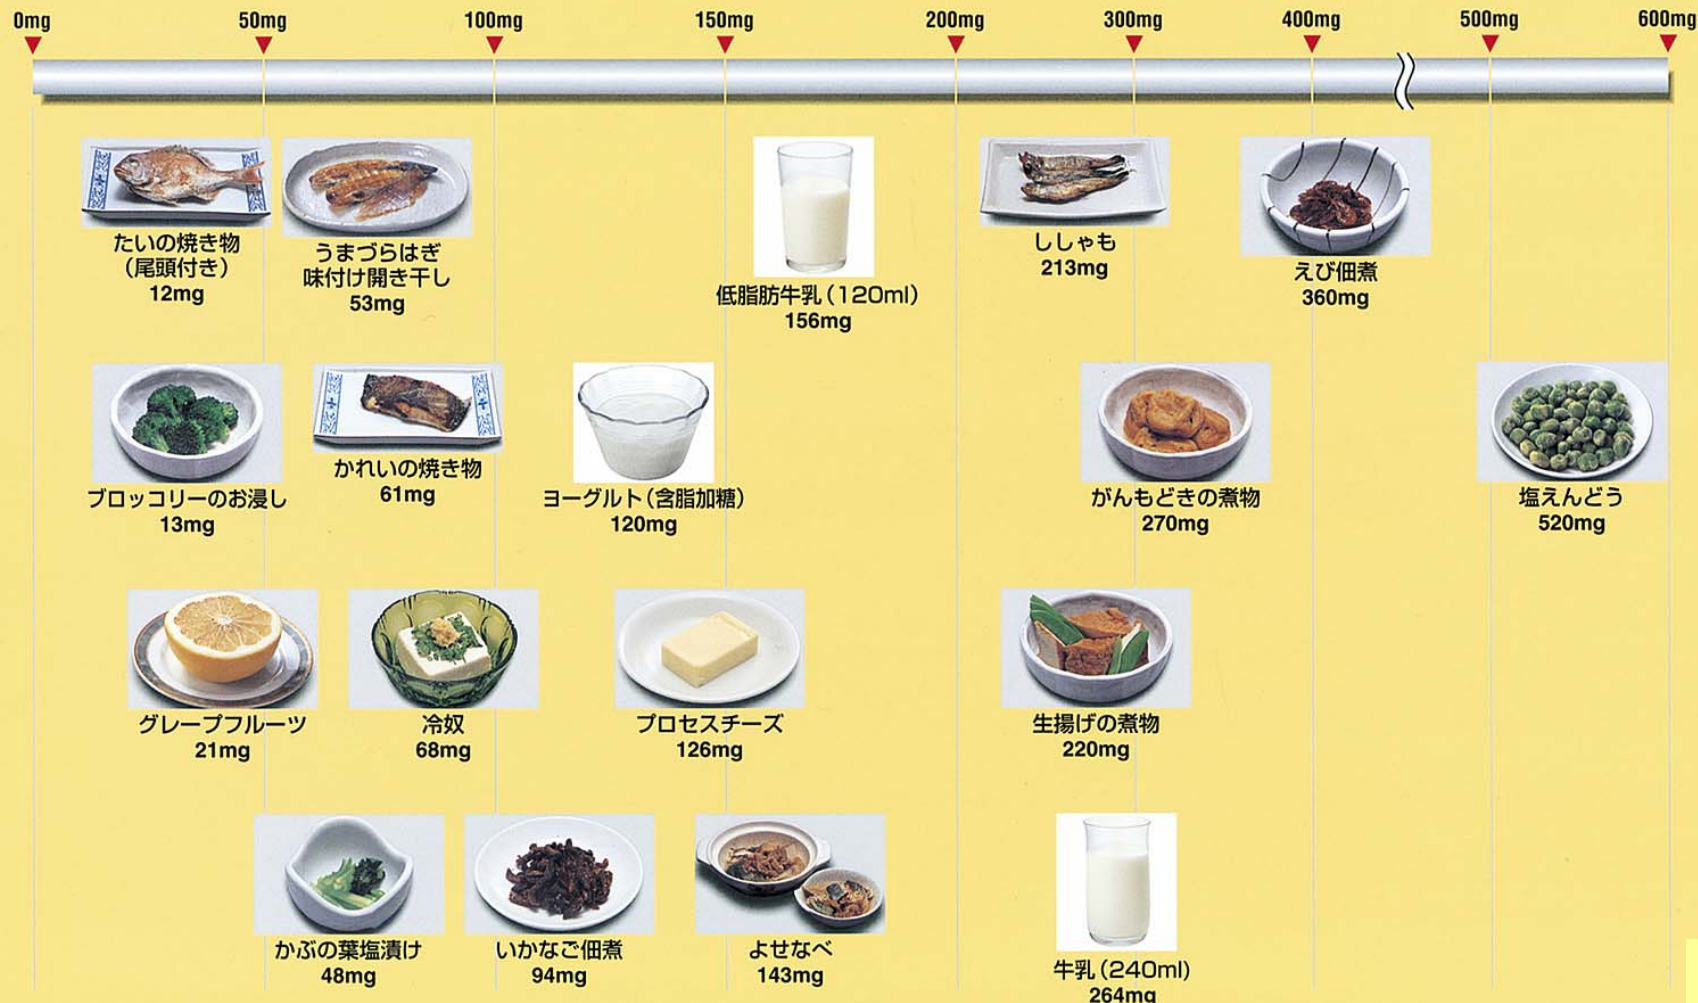 0mg 50mg 100mg 150mg 200mg 300mg 400mg 500mg 600mg
たいの焼き物
（尾頭付き）
12mg
うまづらはぎ
味付け開き干し
53mg
低脂肪牛乳（120ml）
156mg
ししゃも
213mg
えび佃煮
360mg
ブロッコリーのお浸し
13mg
かれいの焼き物
61mg
ヨーグルト（含脂加糖）
120mg
がんもどきの煮物
270mg
塩えんどう
520mg
グレープフルーツ
21mg
冷奴
68mg
プロセスチーズ
126mg
生揚げの煮物
220mg
かぶの葉塩漬け
48mg
いかなご佃煮
94mg
よせなべ
143mg
牛乳（240ml）
264mg